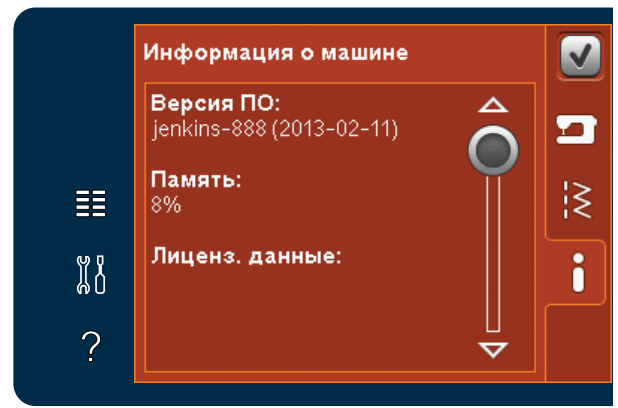 Информация о машине
Версия ПО:
jenkins-888 (2013-02-11)
Память:
8%
Лиценз. данные:
?